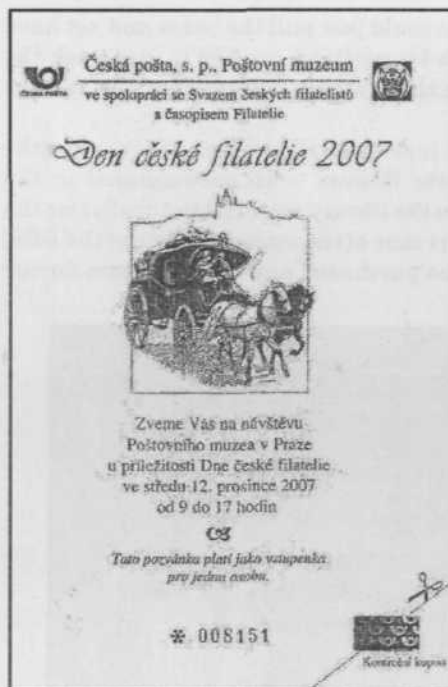 ČESKÁ POŠTA
Česká pošta, s. p., Poštovní muzeum
ve spolupráci se Svazem českých filatelistů
a časopisem Filatelie
Den české filatelie 2007
Zveme Vás na návštěvu
Poštovního muzea v Praze
u příležitosti Dne české filatelie
ve středu 12. prosince 2007
od 9 do 17 hodin
Tato pozvánka platí jako vstupenka
pro jednu osobu.
* 008151
Kontrolní kupon